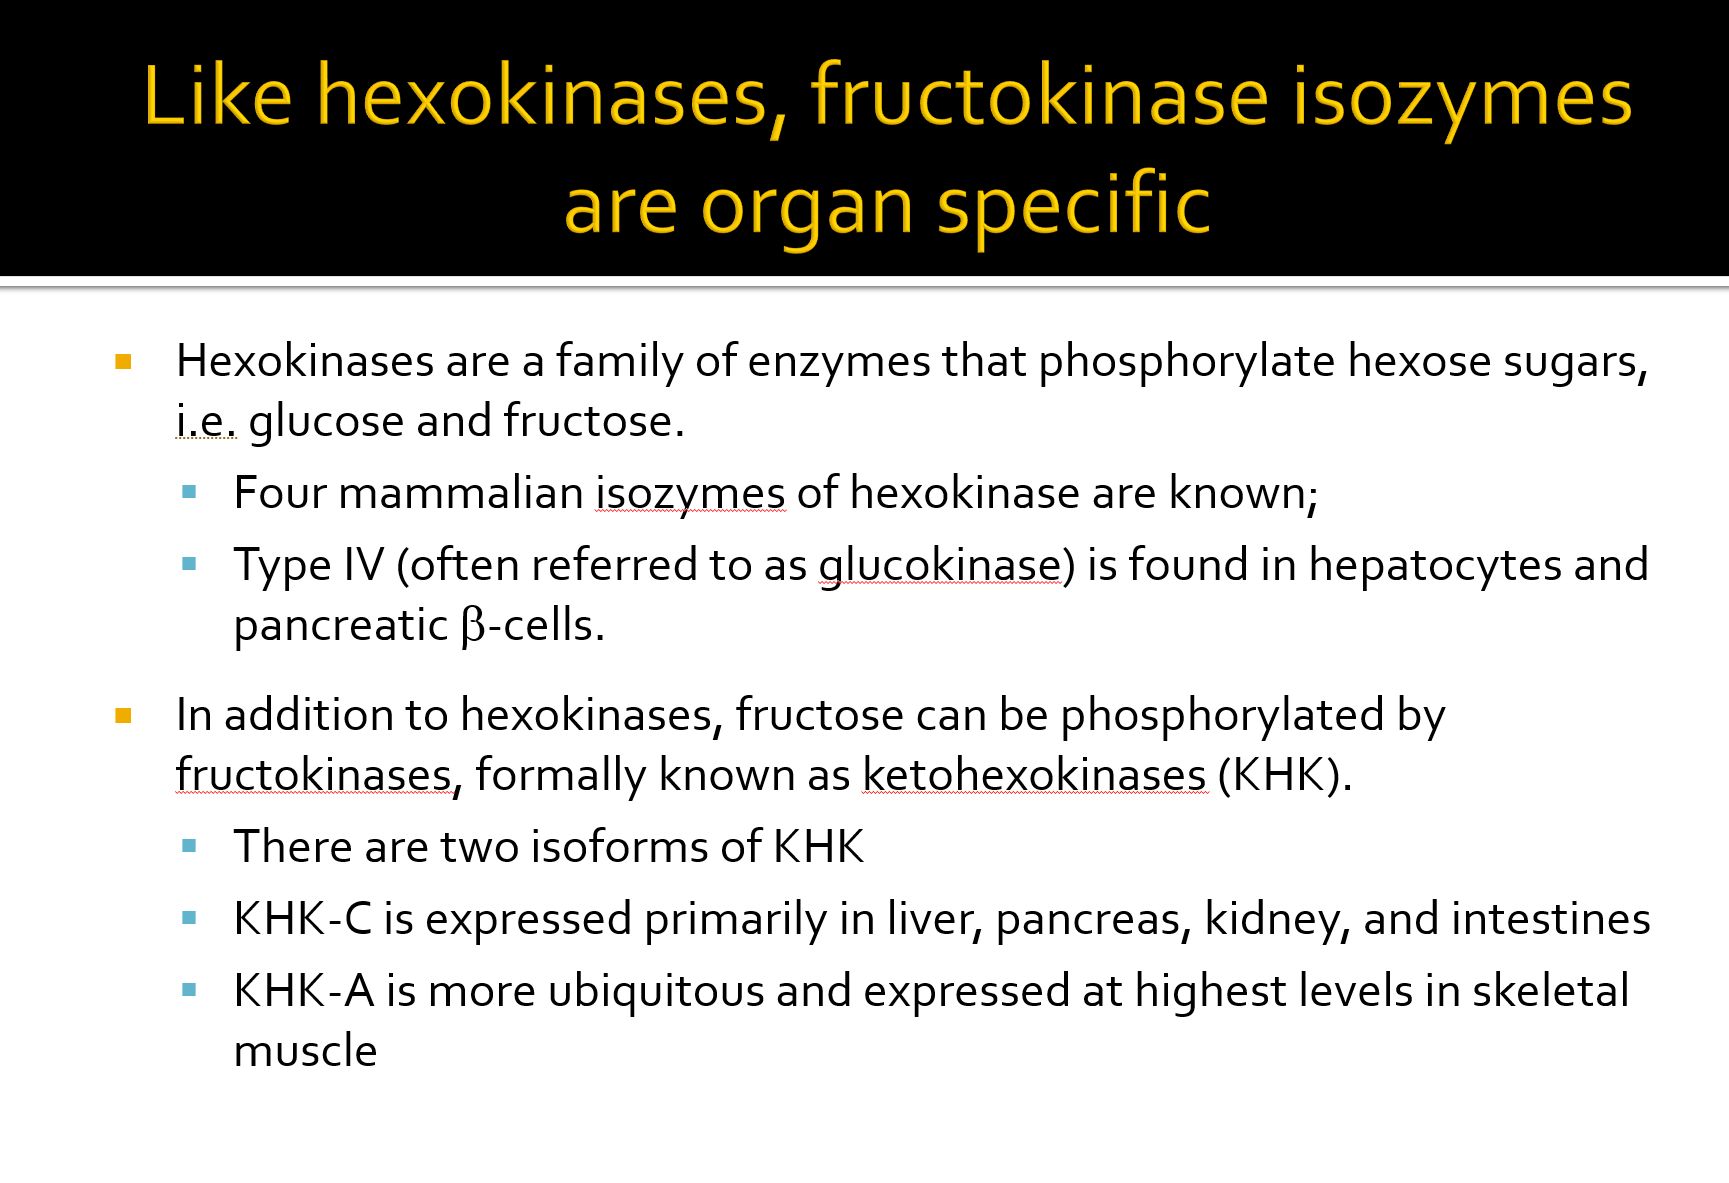 Like hexokinases, fructokinase isozymes
are organ specific
Hexokinases are a family of enzymes that phosphorylate hexose sugars,
i.e. glucose and fructose.
Four mammalian isozymes of hexokinase are known;
Type IV (often referred to as glucokinase) is found in hepatocytes and
pancreatic β-cells.
In addition to hexokinases, fructose can be phosphorylated by
fructokinases, formally known as ketohexokinases (KHK).
There are two isoforms of KHK
KHK-C is expressed primarily in liver, pancreas, kidney, and intestines
KHK-A is more ubiquitous and expressed at highest levels in skeletal
muscle